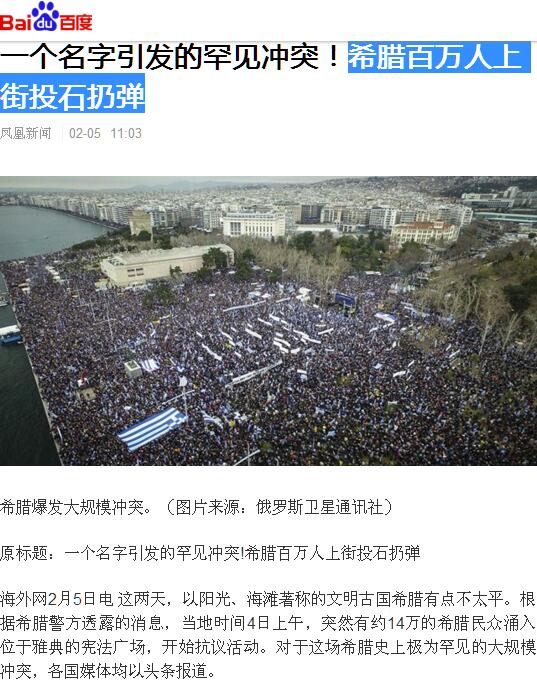 Bai du 百度
一个名字引发的罕见冲突！希腊百万人上
街投石扔弹
凤凰新闻 02-05 11:03
希腊爆发大规模冲突。（图片来源：俄罗斯卫星通讯社）
原标题：一个名字引发的罕见冲突!希腊百万人上街投石扔弹
海外网2月5日电 这两天，以阳光、海滩著称的文明古国希腊有点不太平。根
据希腊警方透露的消息，当地时间4日上午，突然有约14万的希腊民众涌入
位于雅典的宪法广场，开始抗议活动。对于这场希腊史上极为罕见的大规模
冲突，各国媒体均以头条报道。